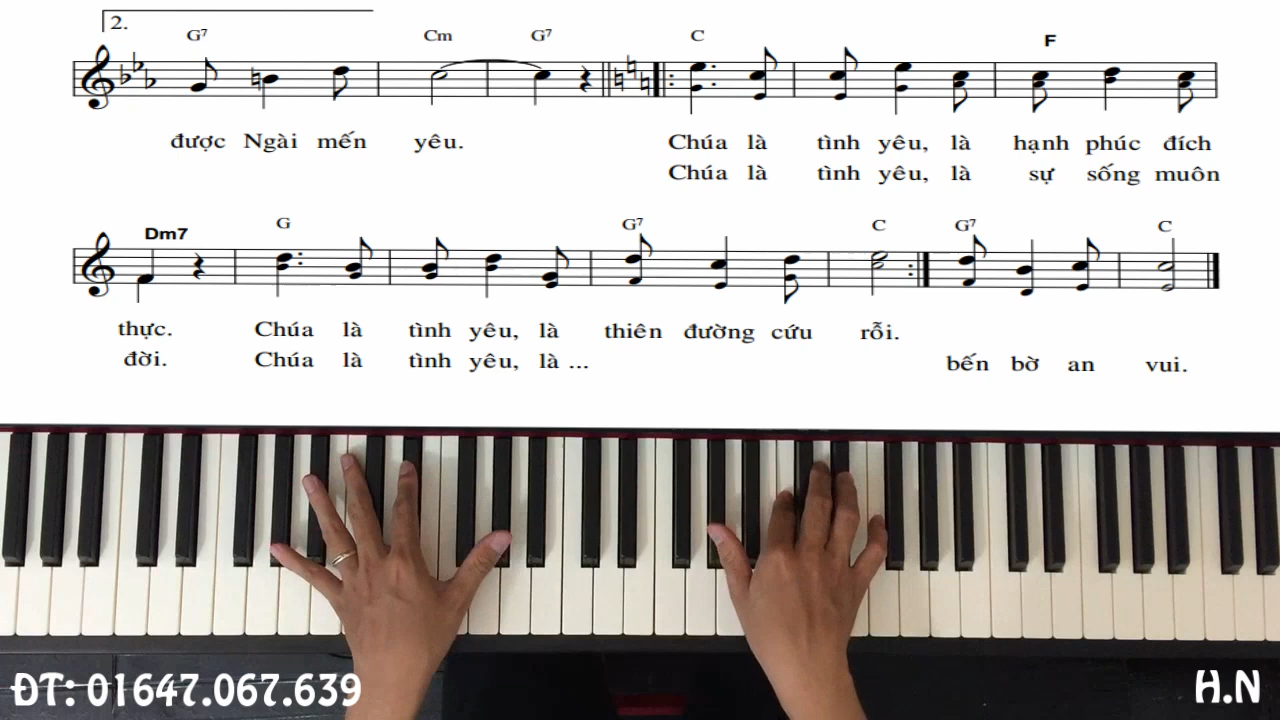 2.
G7 Cm G7 C F
được Ngài mến yêu. Chúa là tình yêu, là hạnh phúc đích
Chúa là tình yêu, là sự sống muôn
Dm7 G G7 C G7 C
thực. Chúa là tình yêu, là thiên đường cứu rỗi.
đời. Chúa là tình yêu, là ... bến bờ an vui.
ĐT: 01647.067.639
H.N